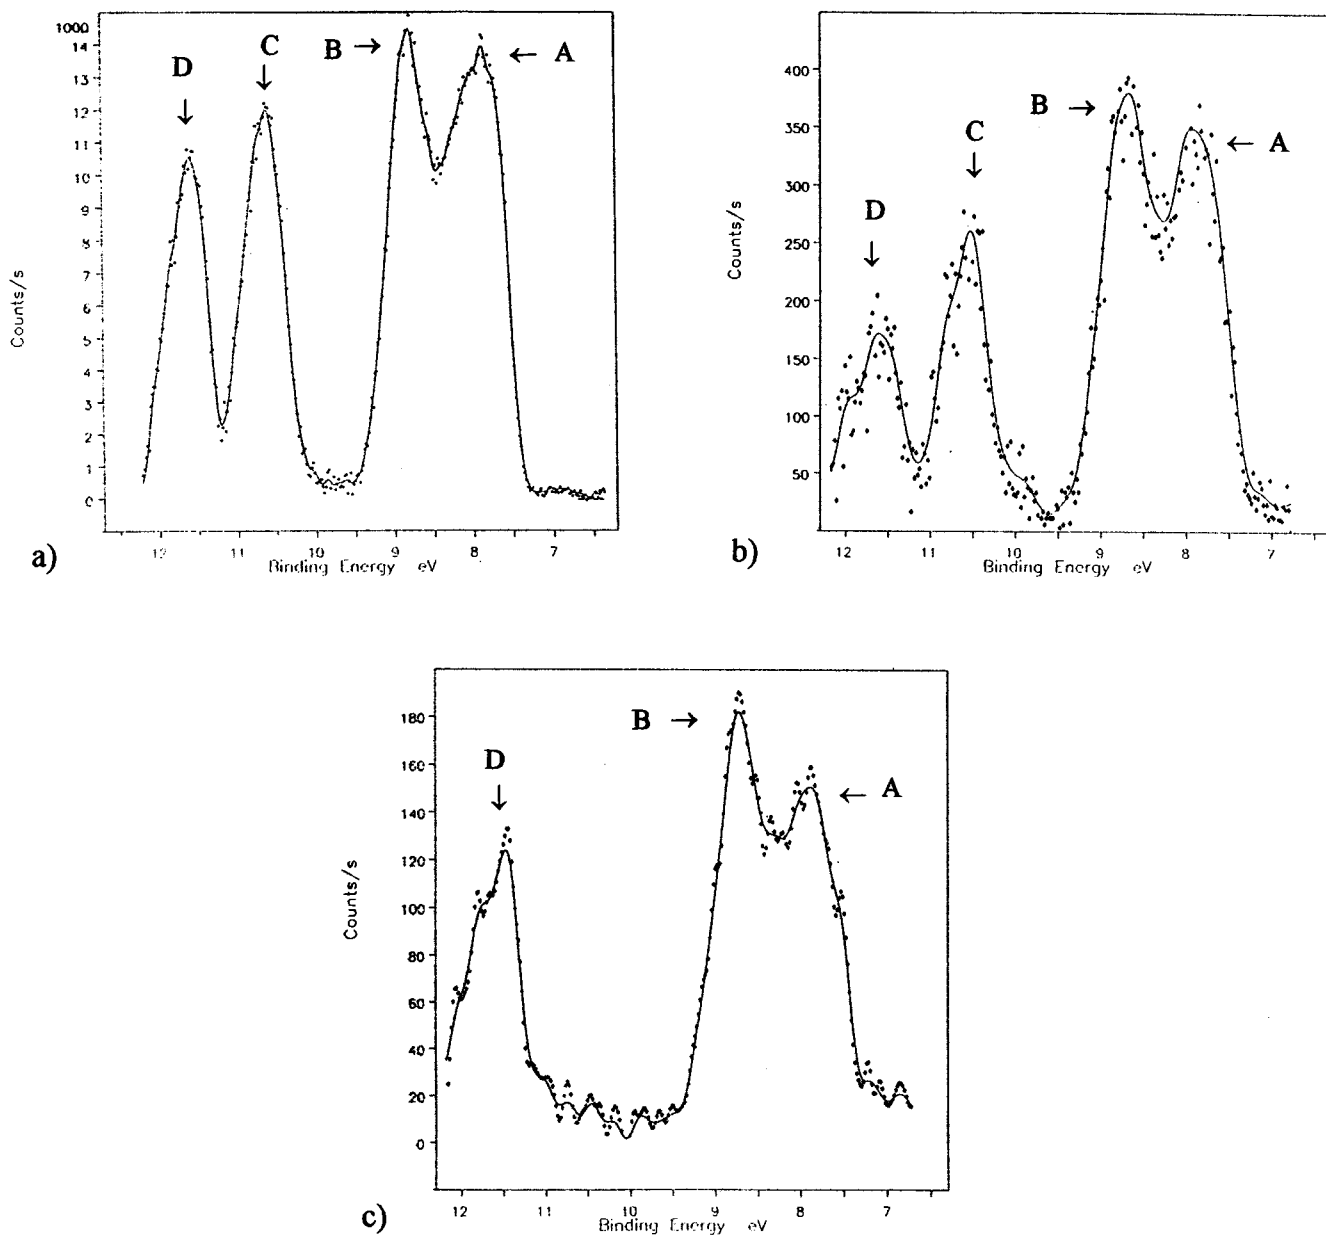 1000
14
13
12
11
10
9
8
7
6
5
4
3
2
1
0
D
C
B →
← A
↓
↓
Counts/s
12 11 10 9 8 7
Binding Energy eV
a)
400
350
300
250
200
150
100
50
B →
← A
C
↓
D
↓
Counts/s
12 11 10 9 8 7
Binding Energy eV
b)
180
160
140
120
100
80
60
40
20
0
B →
← A
D
↓
Counts/s
12 11 10 9 8 7
Binding Energy eV
c)